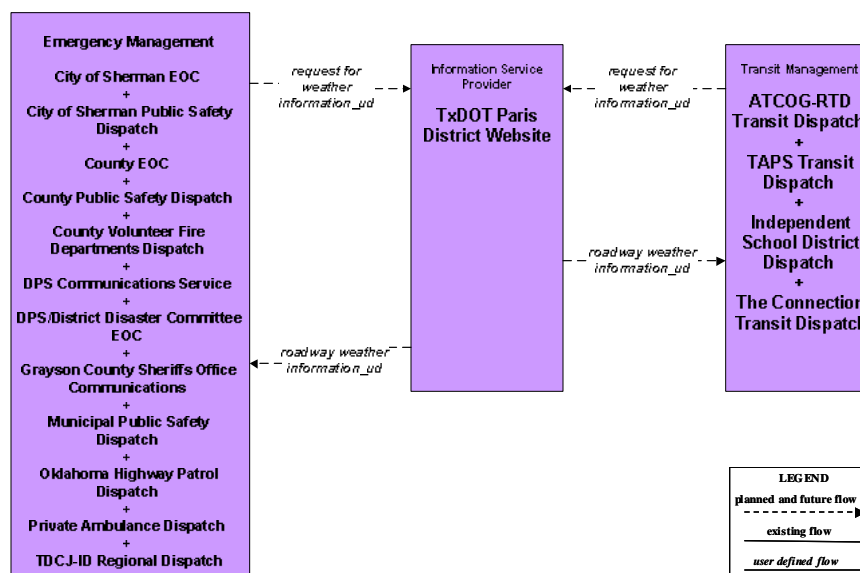 Emergency Management
City of Sherman EOC
+
City of Sherman Public Safety
Dispatch
+
County EOC
+
County Public Safety Dispatch
+
County Volunteer Fire
Departments Dispatch
+
DPS Communications Service
+
DPS/District Disaster Committee
EOC
+
Grayson County Sheriffs Office
Communications
+
Municipal Public Safety
Dispatch
+
Oklahoma Highway Patrol
Dispatch
+
Private Ambulance Dispatch
+
TDCJ-ID Regional Dispatch
request for
weather
information_ud
roadway weather
information_ud
Information Service
Provider
TxDOT Paris
District Website
request for
weather
information_ud
roadway weather
information_ud
Transit Management
ATCOG-RTD
Transit Dispatch
+
TAPS Transit
Dispatch
+
Independent
School District
Dispatch
+
The Connection
Transit Dispatch
LEGEND
planned and future flow
existing flow
user defined flow